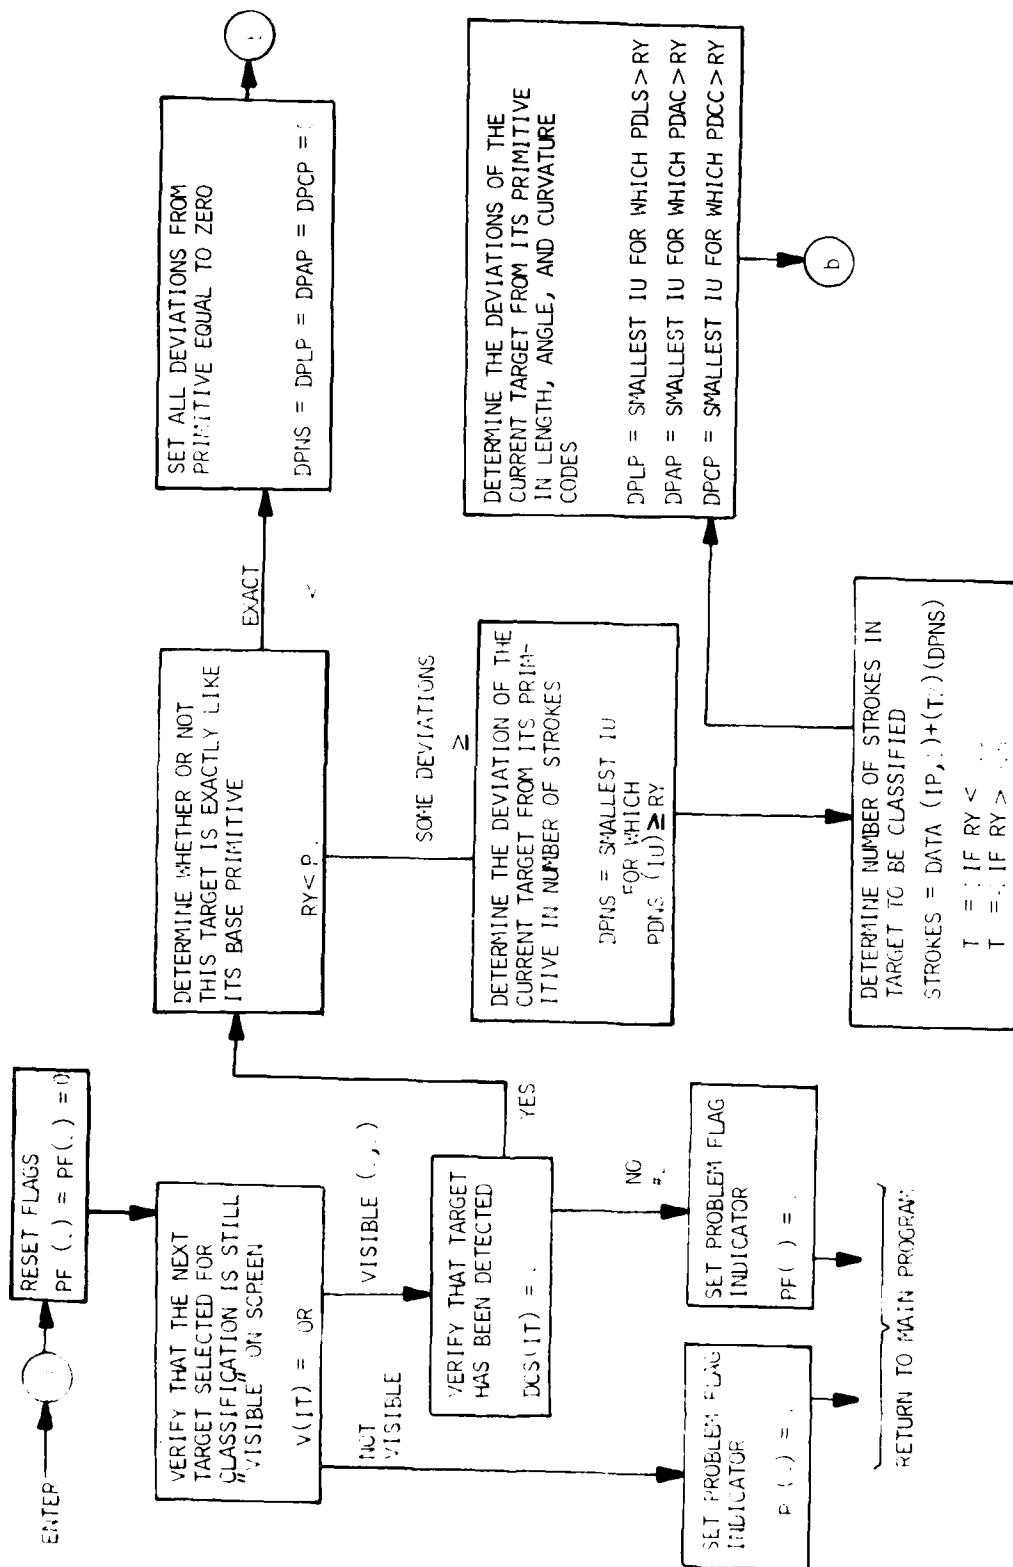 ENTER
RESET FLAGS
PF (.) = PF(.) = 0
VERIFY THAT THE NEXT
TARGET SELECTED FOR
CLASSIFICATION IS STILL
"VISIBLE" ON SCREEN
V(IT) = OR
NOT
VISIBLE
VISIBLE (.,.)
VERIFY THAT TARGET
HAS BEEN DETECTED
DCS(IT) = .
YES
NO
≠.
SET PROBLEM FLAG
INDICATOR
P (.) = .
SET PROBLEM FLAG
INDICATOR
PF( ) = .
RETURN TO MAIN PROGRAM
DETERMINE WHETHER OR NOT
THIS TARGET IS EXACTLY LIKE
ITS BASE PRIMITIVE
RY< P.
EXACT
<
SOME DEVIATIONS
≥
SET ALL DEVIATIONS FROM
PRIMITIVE EQUAL TO ZERO
DPNS = DPLP = DPAP = DPCP =
DETERMINE THE DEVIATION OF THE
CURRENT TARGET FROM ITS PRIM-
ITIVE IN NUMBER OF STROKES
DPNS = SMALLEST IU
FOR WHICH
PDNS (IU) ≥ RY
DETERMINE NUMBER OF STROKES IN
TARGET TO BE CLASSIFIED
STROKES = DATA (IP, )+(T )(DPNS)
T = IF RY <
T = IF RY >
DETERMINE THE DEVIATIONS OF THE
CURRENT TARGET FROM ITS PRIMITIVE
IN LENGTH, ANGLE, AND CURVATURE
CODES
DPLP = SMALLEST IU FOR WHICH PDLS>RY
DPAP = SMALLEST IU FOR WHICH PDAC>RY
DPCP = SMALLEST IU FOR WHICH PDCC>RY
b